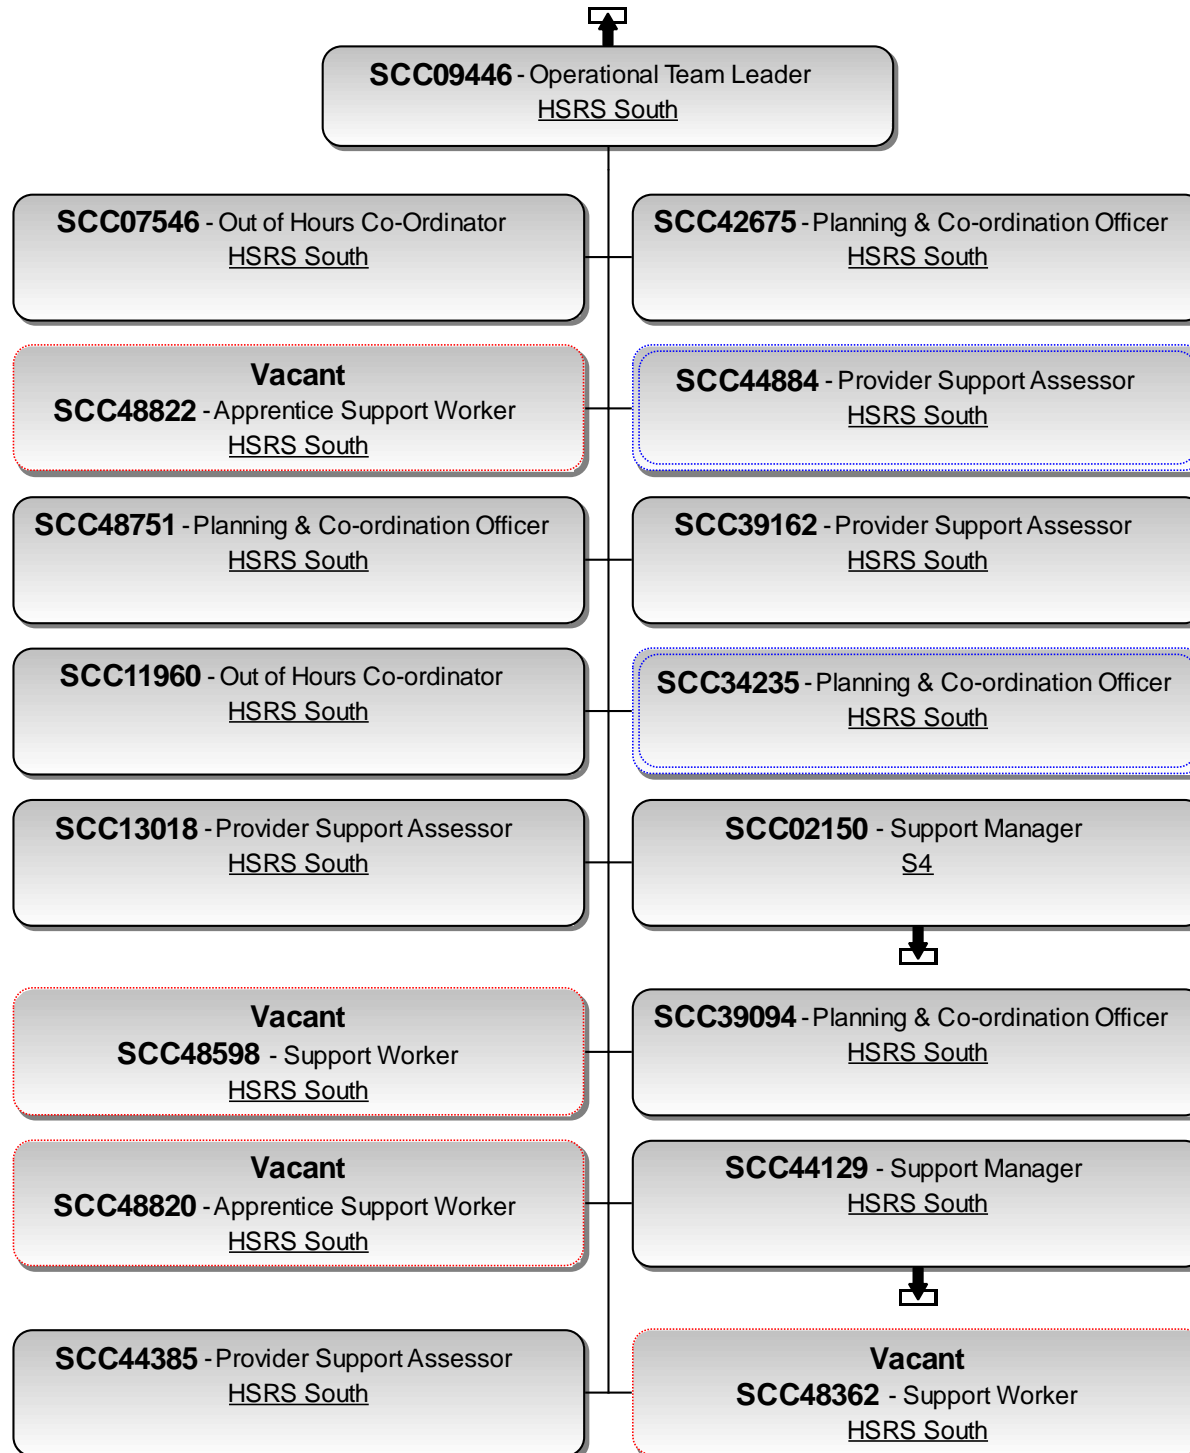 SCC09446 - Operational Team Leader
HSRS South
SCC07546 - Out of Hours Co-Ordinator
HSRS South
SCC42675 - Planning & Co-ordination Officer
HSRS South
Vacant
SCC48822 - Apprentice Support Worker
HSRS South
SCC44884 - Provider Support Assessor
HSRS South
SCC48751 - Planning & Co-ordination Officer
HSRS South
SCC39162 - Provider Support Assessor
HSRS South
SCC11960 - Out of Hours Co-ordinator
HSRS South
SCC34235 - Planning & Co-ordination Officer
HSRS South
SCC13018 - Provider Support Assessor
HSRS South
SCC02150 - Support Manager
S4
Vacant
SCC48598 - Support Worker
HSRS South
SCC39094 - Planning & Co-ordination Officer
HSRS South
Vacant
SCC48820 - Apprentice Support Worker
HSRS South
SCC44129 - Support Manager
HSRS South
SCC44385 - Provider Support Assessor
HSRS South
Vacant
SCC48362 - Support Worker
HSRS South